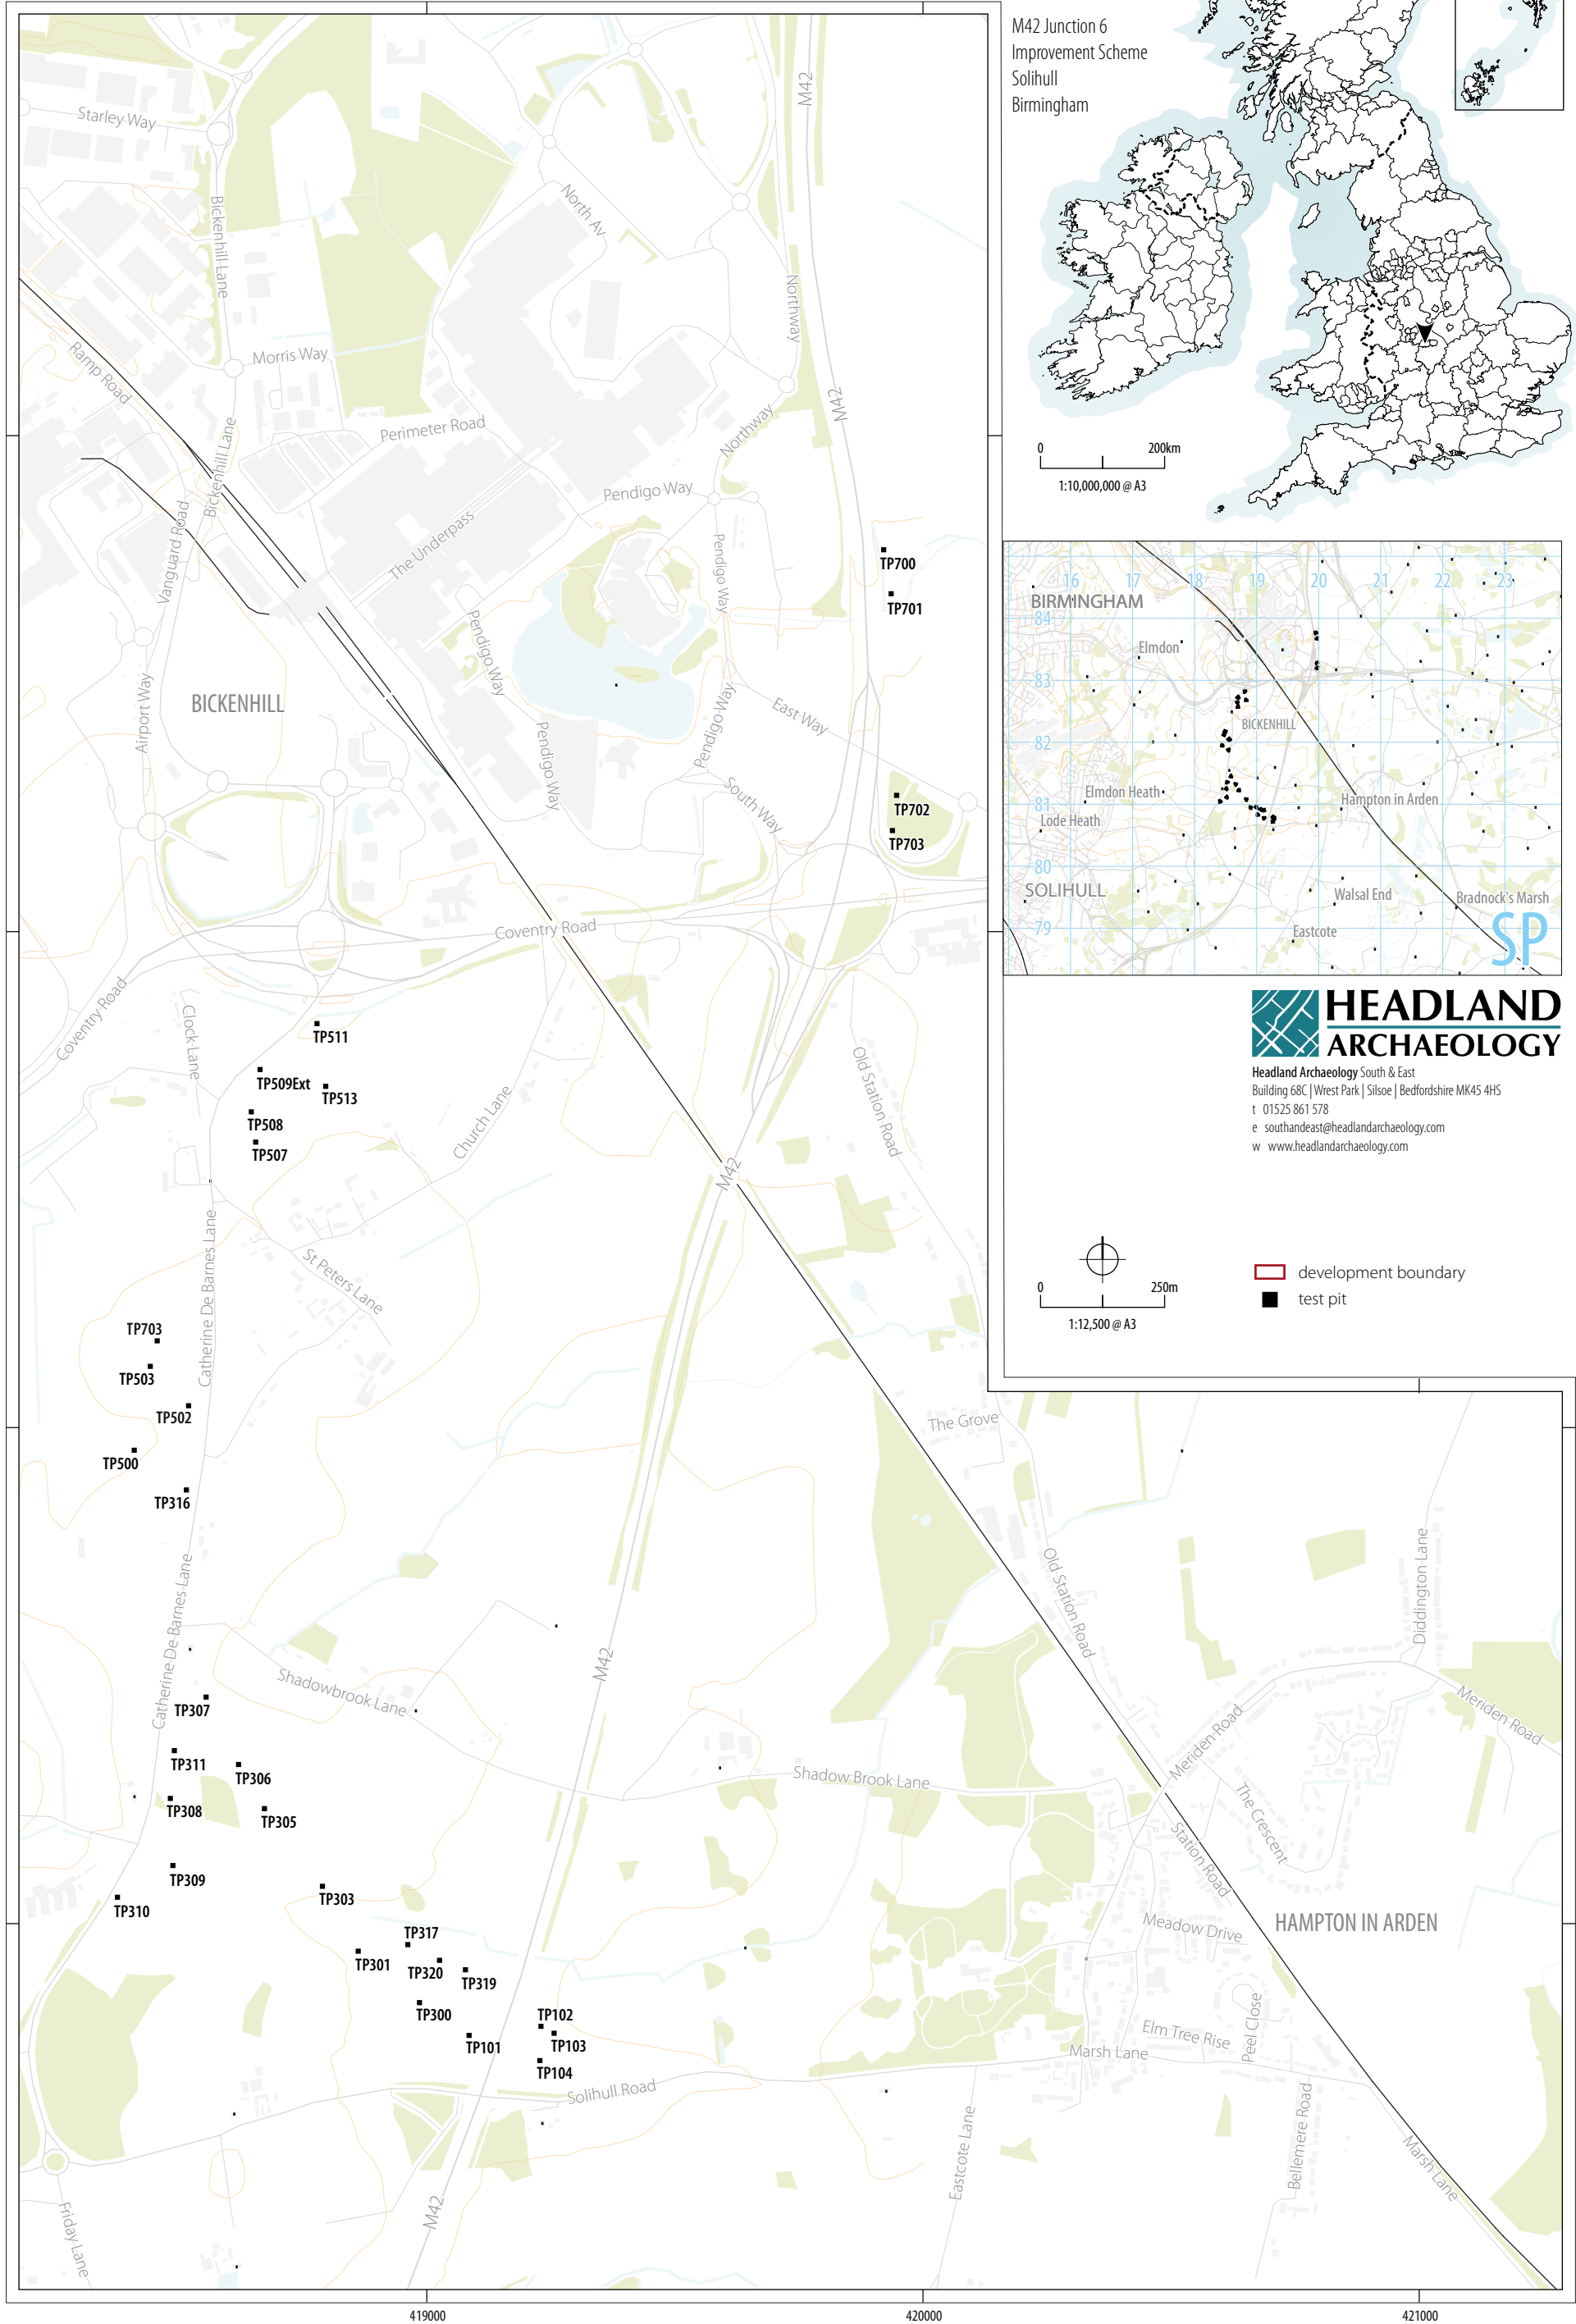 M42 Junction 6
Improvement Scheme
Solihull
Birmingham
0 200km
1:10,000,000 @ A3
16 17 18 19 20 21 22 23
BIRMINGHAM
84
Elmdon
83
BICKENHILL
82
Elmdon Heath
81
Hampton in Arden
Lode Heath
80
SOLIHULL
Walsal End
Bradnock's Marsh
79
Eastcote
SP
HEADLAND
ARCHAEOLOGY
Headland Archaeology South & East
Building 68C | Wrest Park | Silsoe | Bedfordshire MK45 4HS
t 01525 861 578
e southandeast@headlandarchaeology.com
w www.headlandarchaeology.com
0 250m
1:12,500 @ A3
development boundary
test pit
Starley Way
M42
Bickenhill Lane
North Av
Northway
Ramp Road
Morris Way
M42
Perimeter Road
Northway
Bickenhill Lane
Pendigo Way
Vanguard Road
The Underpass
Pendigo Way
TP700
TP701
Pendigo Way
Airport Way
BICKENHILL
Pendigo Way
East Way
Pendigo Way
South Way
TP702
TP703
Coventry Road
Coventry Road
Clock Lane
TP511
TP509Ext
TP513
TP508
TP507
Church Lane
Old Station Road
M42
Catherine De Barnes Lane
St Peters Lane
TP703
TP503
TP502
TP500
TP316
The Grove
Catherine De Barnes Lane
Old Station Road
Diddington Lane
M42
Shadowbrook Lane
TP307
TP311
TP306
TP308
TP305
Shadow Brook Lane
Meriden Road
Meriden Road
The Crescent
Station Road
TP309
TP310
TP303
HAMPTON IN ARDEN
Meadow Drive
TP317
TP301
TP320
TP319
TP300
TP102
TP101
TP103
TP104
Elm Tree Rise
Peel Close
Marsh Lane
Solihull Road
Eastcote Lane
Bellemere Road
Marsh Lane
Friday Lane
M42
419000 420000 421000